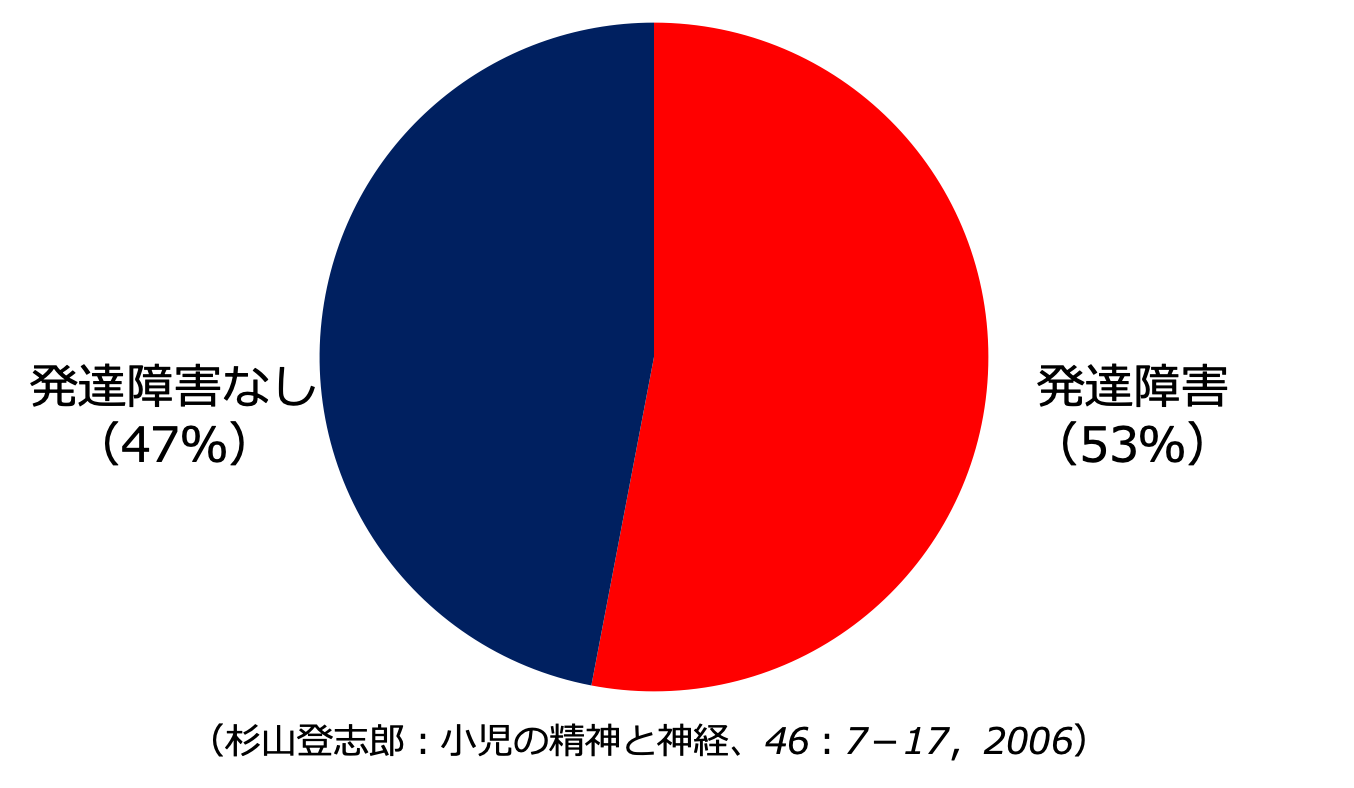 発達障害なし
（47%）
発達障害
（53%）
（杉山登志郎：小児の精神と神経、46：7－17，2006）